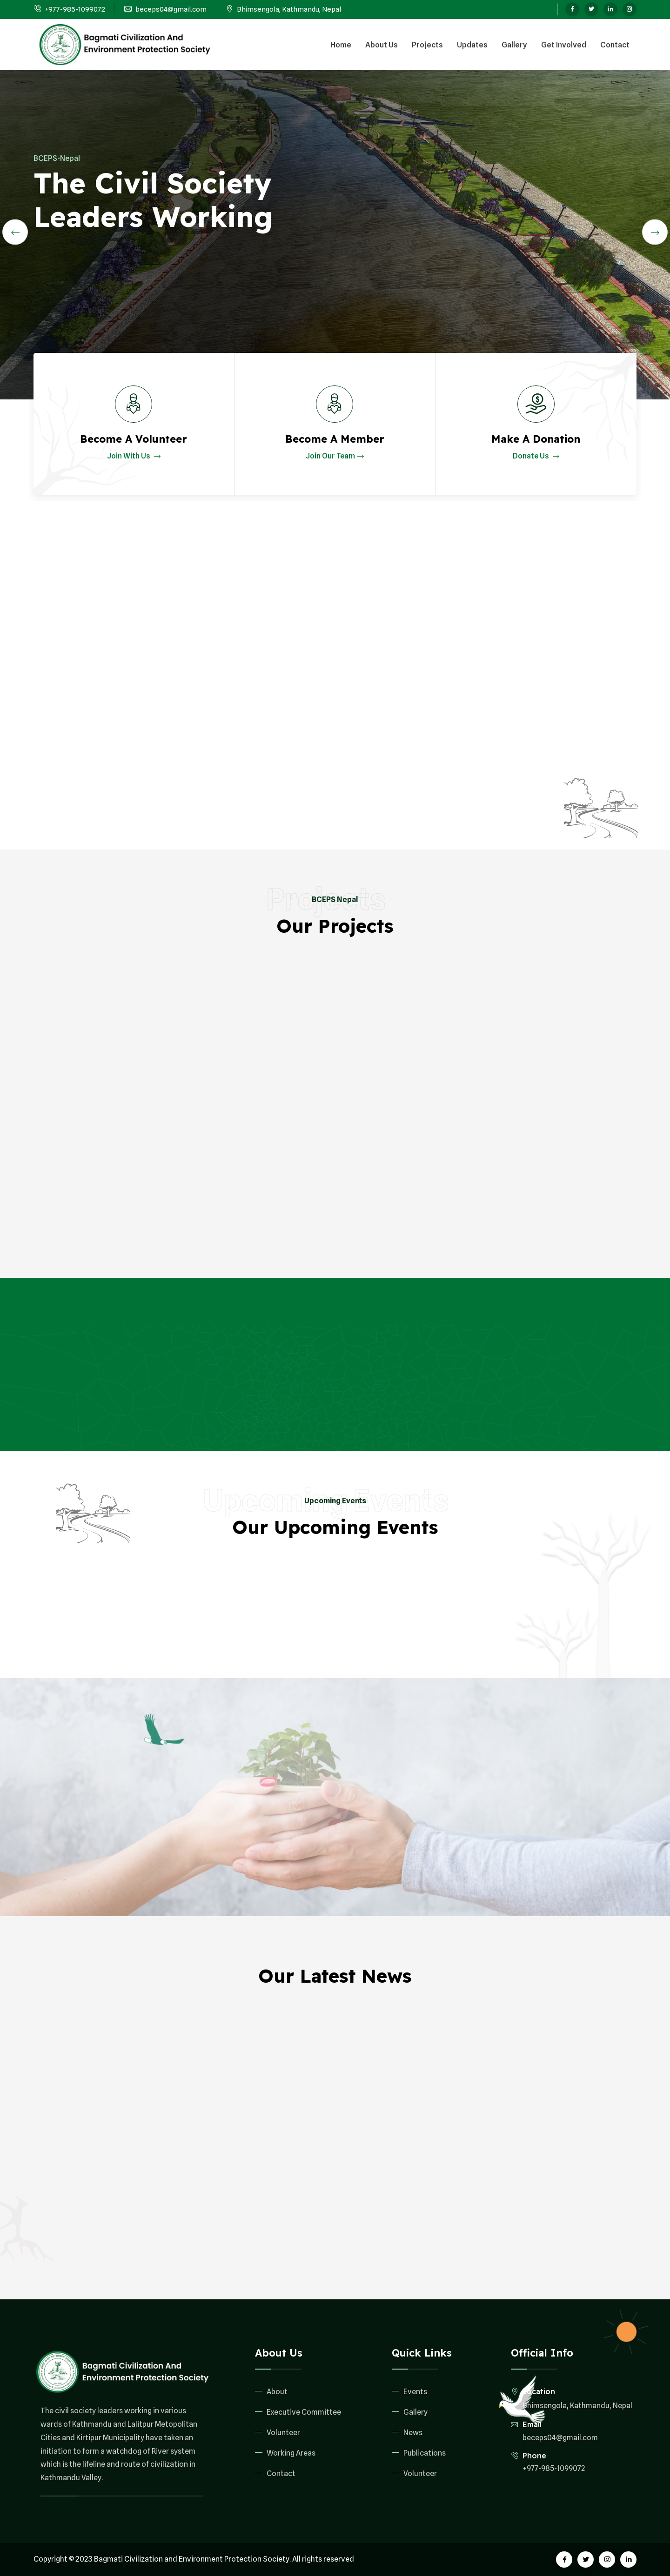 +977-985-1099072
beceps04@gmail.com
Bhimsengola, Kathmandu, Nepal
Bagmati Civilization And
Environment Protection Society
Home
About Us
Projects
Updates
Gallery
Get Involved
Contact
BCEPS-Nepal
The Civil Society
Leaders Working
Become A Volunteer
Join With Us
Become A Member
Join Our Team
Make A Donation
Donate Us
Projects
BCEPS Nepal
Our Projects
Upcoming Events
Upcoming Events
Our Upcoming Events
Our Latest News
Bagmati Civilization And
Environment Protection Society
The civil society leaders working in various
wards of Kathmandu and Lalitpur Metropolitan
Cities and Kirtipur Municipality have taken an
initiation to form a watchdog of River system
which is the lifeline and route of civilization in
Kathmandu Valley.
About Us
About
Executive Committee
Volunteer
Working Areas
Contact
Quick Links
Events
Gallery
News
Publications
Volunteer
Official Info
Location
Bhimsengola, Kathmandu, Nepal
Email
beceps04@gmail.com
Phone
+977-985-1099072
Copyright © 2023 Bagmati Civilization and Environment Protection Society. All rights reserved